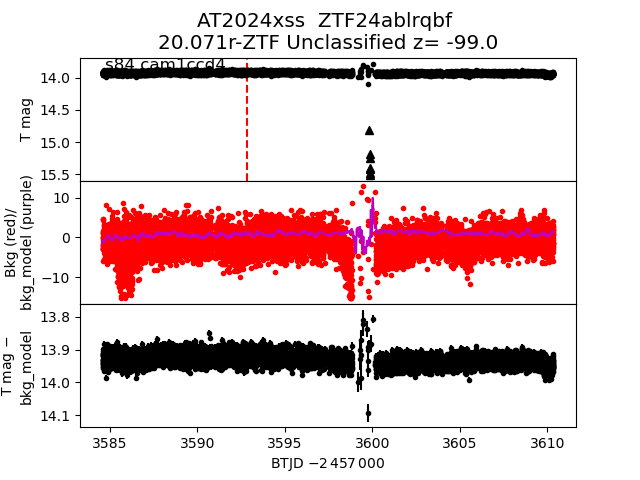 AT2024xss  ZTF24ablrqbf
20.071r-ZTF Unclassified z= -99.0
s84 cam1ccd4
T mag
14.0
14.5
15.0
15.5
Bkg (red)/
bkg_model (purple)
10
0
−10
T mag −
bkg_model
13.8
13.9
14.0
14.1
3585 3590 3595 3600 3605 3610
BTJD −2 457 000